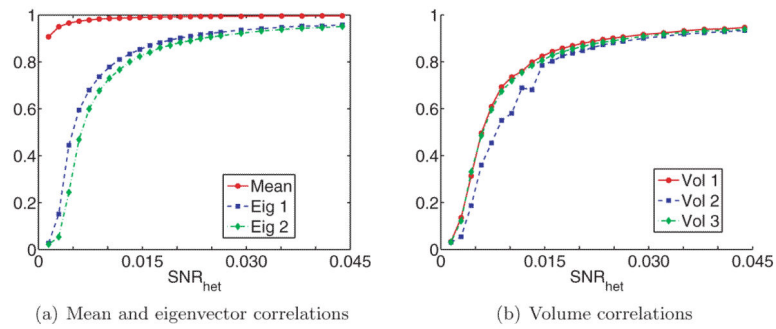 1
0.8
0.6
0.4
0.2
0
0
0.015
0.030
0.045
SNR_het
Mean
Eig 1
Eig 2
(a) Mean and eigenvector correlations
1
0.8
0.6
0.4
0.2
0
0
0.015
0.030
0.045
SNR_het
Vol 1
Vol 2
Vol 3
(b) Volume correlations